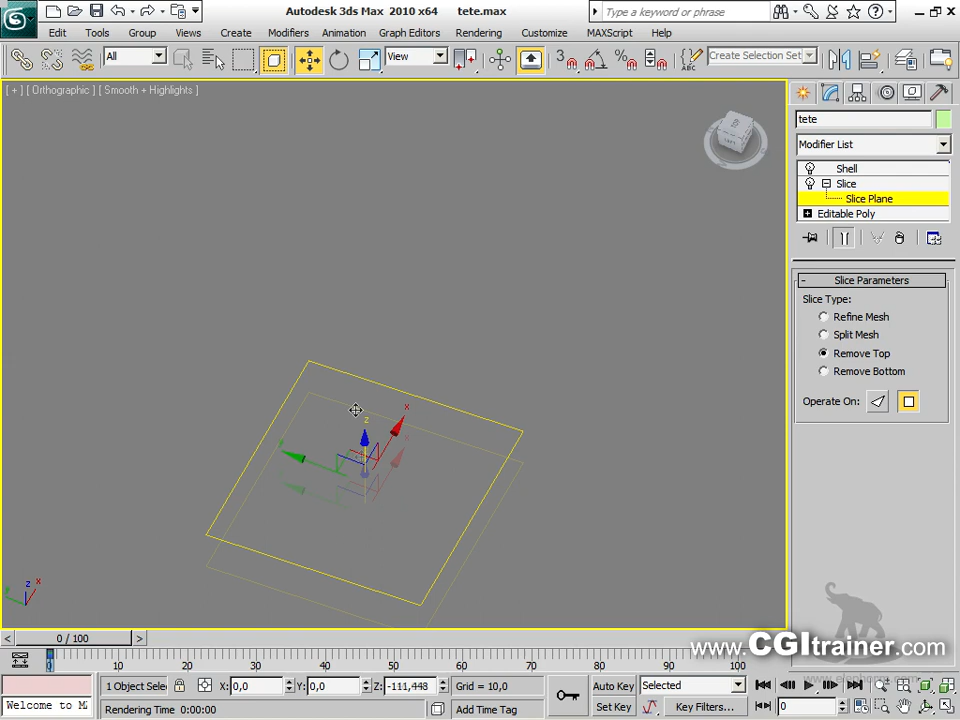 Autodesk 3ds Max 2010 x64 tete.max
Type a keyword or phrase
Edit Tools Group Views Create Modifiers Animation Graph Editors Rendering Customize MAXScript Help
All View Create Selection Set
[ + ] [ Orthographic ] [ Smooth + Highlights ]
tete
Modifier List
Shell
Slice
Slice Plane
Editable Poly
Slice Parameters
Slice Type:
Refine Mesh
Split Mesh
Remove Top
Remove Bottom
Operate On:
x
z
x
z x
www.CGItrainer.com
0 / 100
0 10 20 30 40 50 60 70 80 90 100
1 Object Selec X: 0,0 Y: 0,0 Z: -111,448 Grid = 10,0 Auto Key Selected
Welcome to M Rendering Time 0:00:00 Add Time Tag Set Key Key Filters... 0